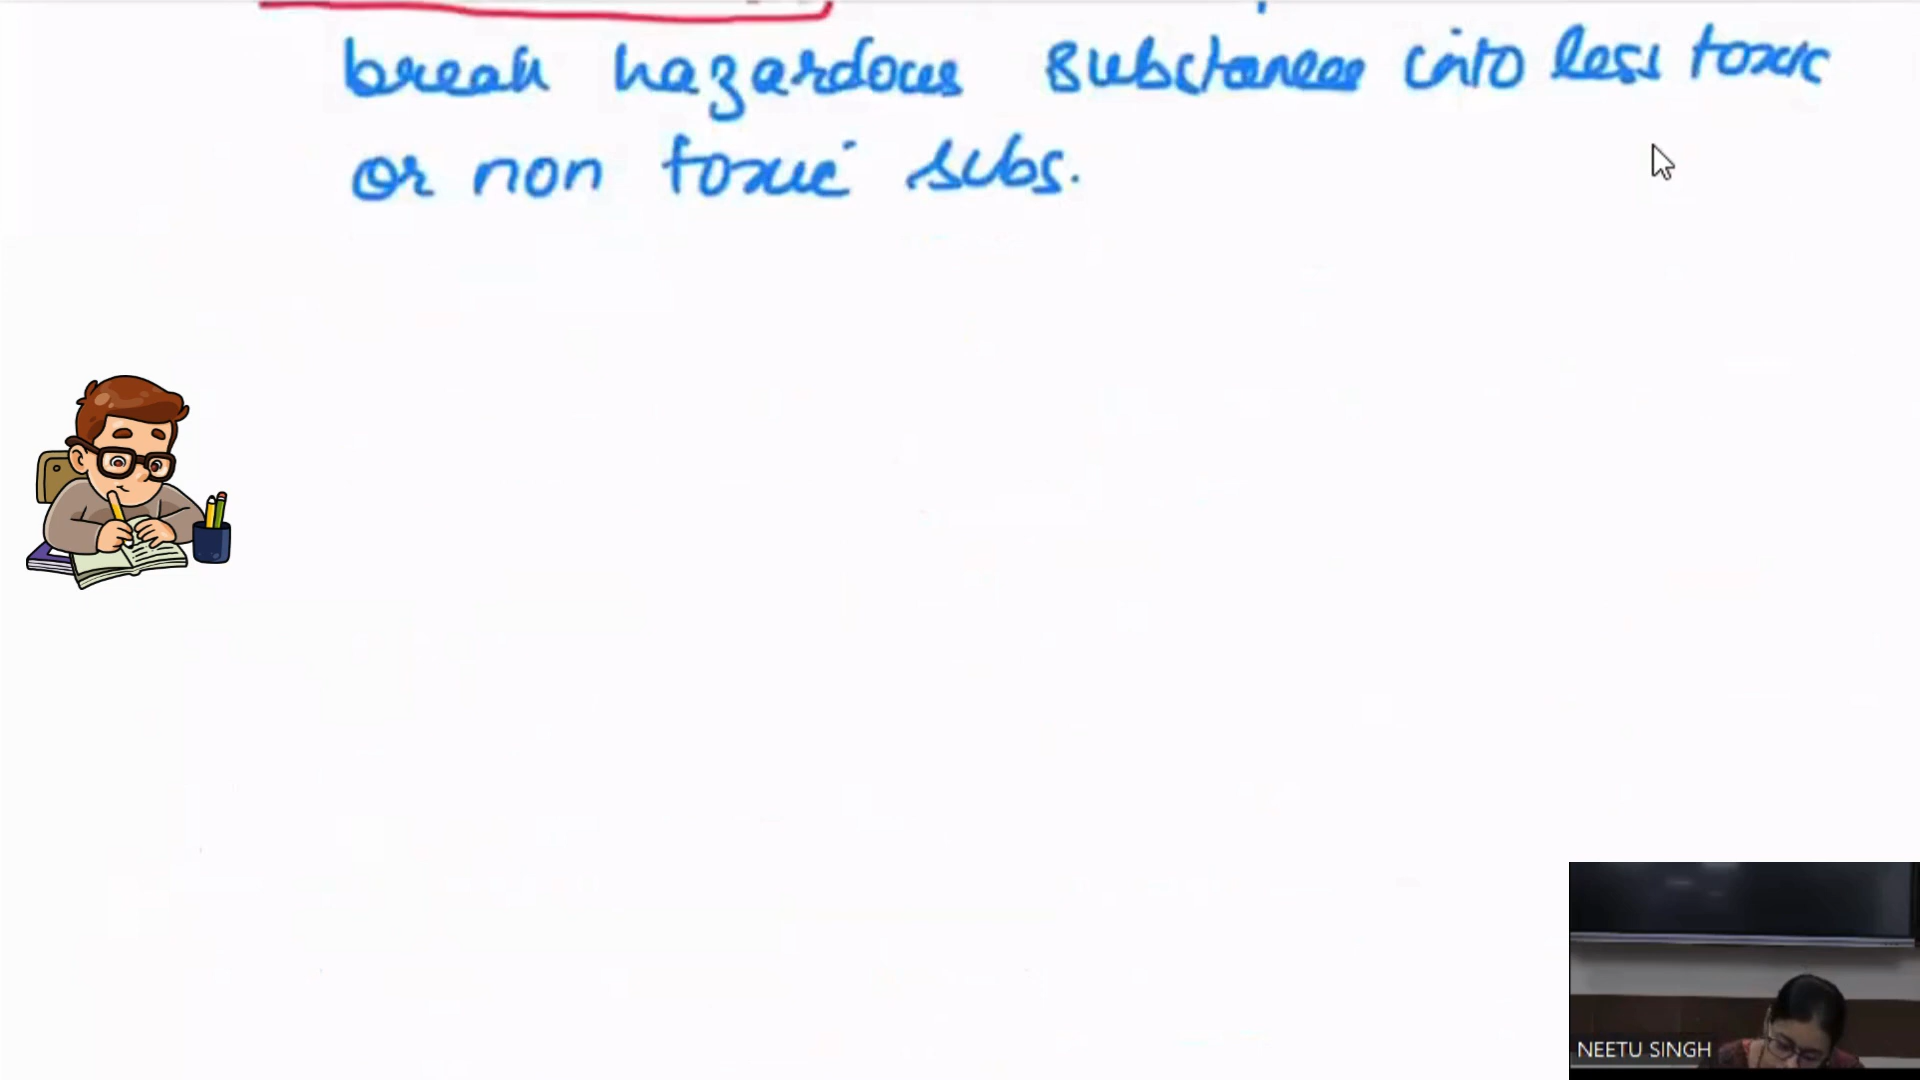 break hazardous substances into less toxic
or non toxic subs.
NEETU SINGH